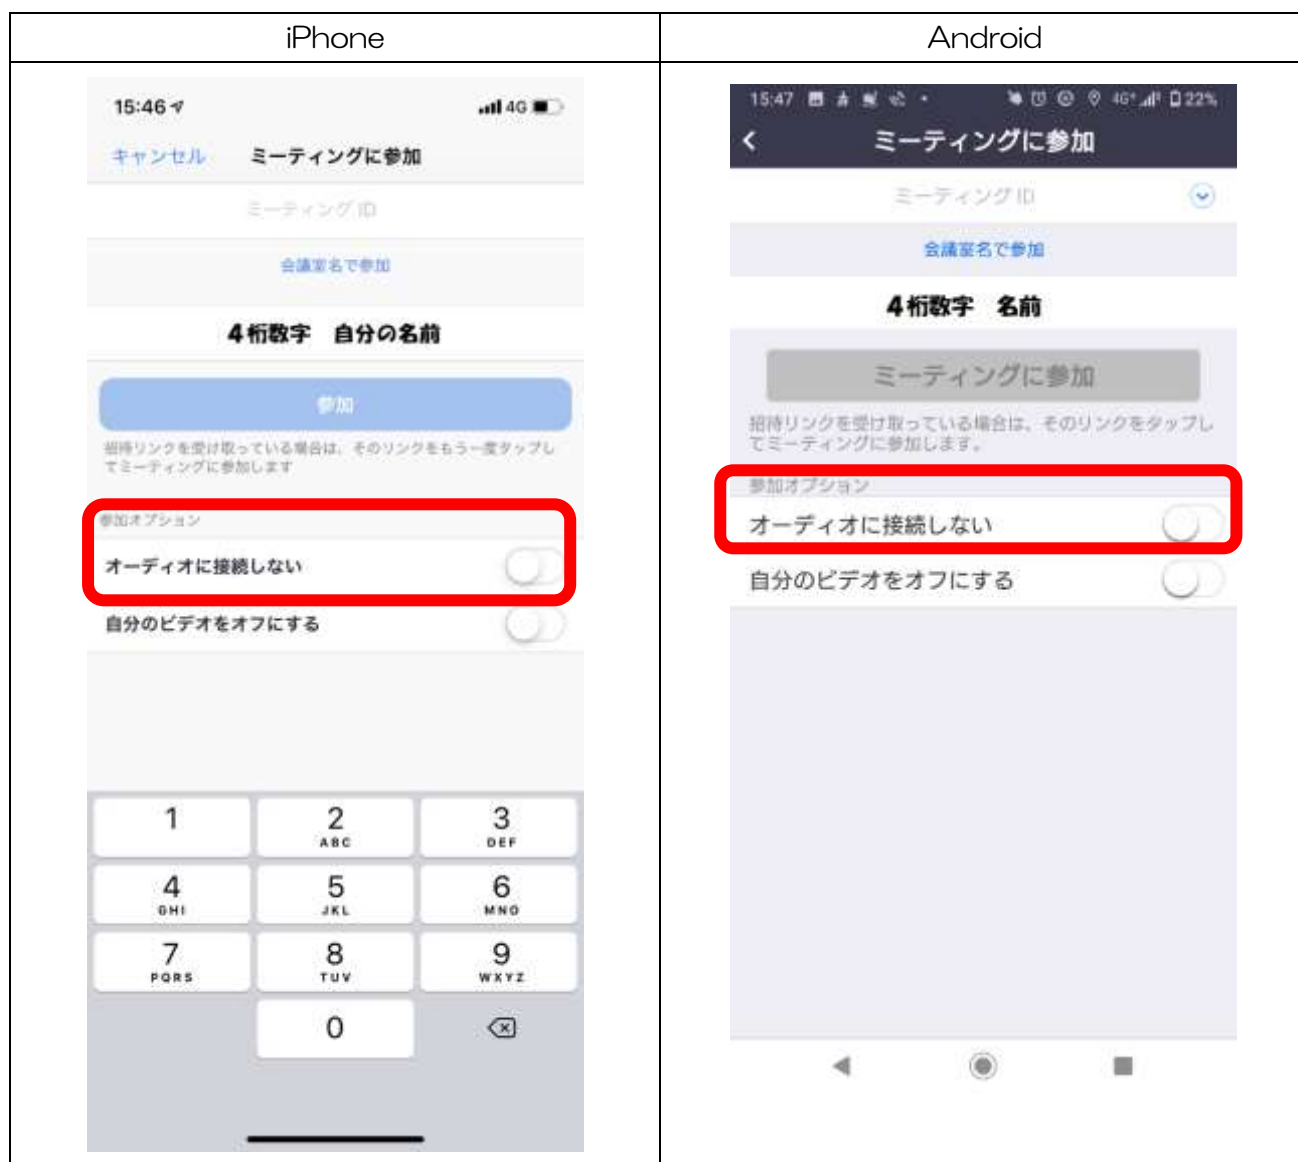 iPhone
Android
15:46
4G
キャンセル ミーティングに参加
ミーティング ID
会議室名で参加
4桁数字 自分の名前
参加
招待リンクを受け取っている場合は、そのリンクをもう一度タップし
てミーティングに参加します
参加オプション
オーディオに接続しない
自分のビデオをオフにする
1
2
ABC
3
DEF
4
GHI
5
JKL
6
MNO
7
PQRS
8
TUV
9
WXYZ
0
15:47
4G+ 22%
ミーティングに参加
ミーティング ID
会議室名で参加
4桁数字 名前
ミーティングに参加
招待リンクを受け取っている場合は、そのリンクをタップし
てミーティングに参加します。
参加オプション
オーディオに接続しない
自分のビデオをオフにする